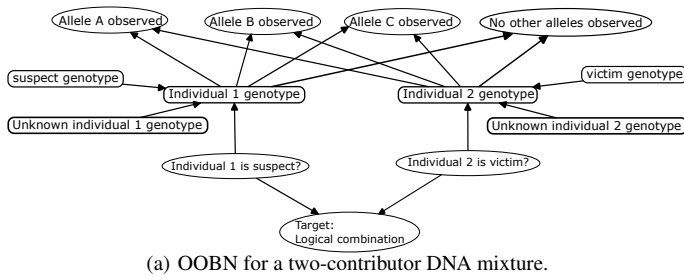 Allele A observed
Allele B observed
Allele C observed
No other alleles observed
suspect genotype
victim genotype
Individual 1 genotype
Individual 2 genotype
Unknown individual 1 genotype
Unknown individual 2 genotype
Individual 1 is suspect?
Individual 2 is victim?
Target:
Logical combination
(a) OOBN for a two-contributor DNA mixture.